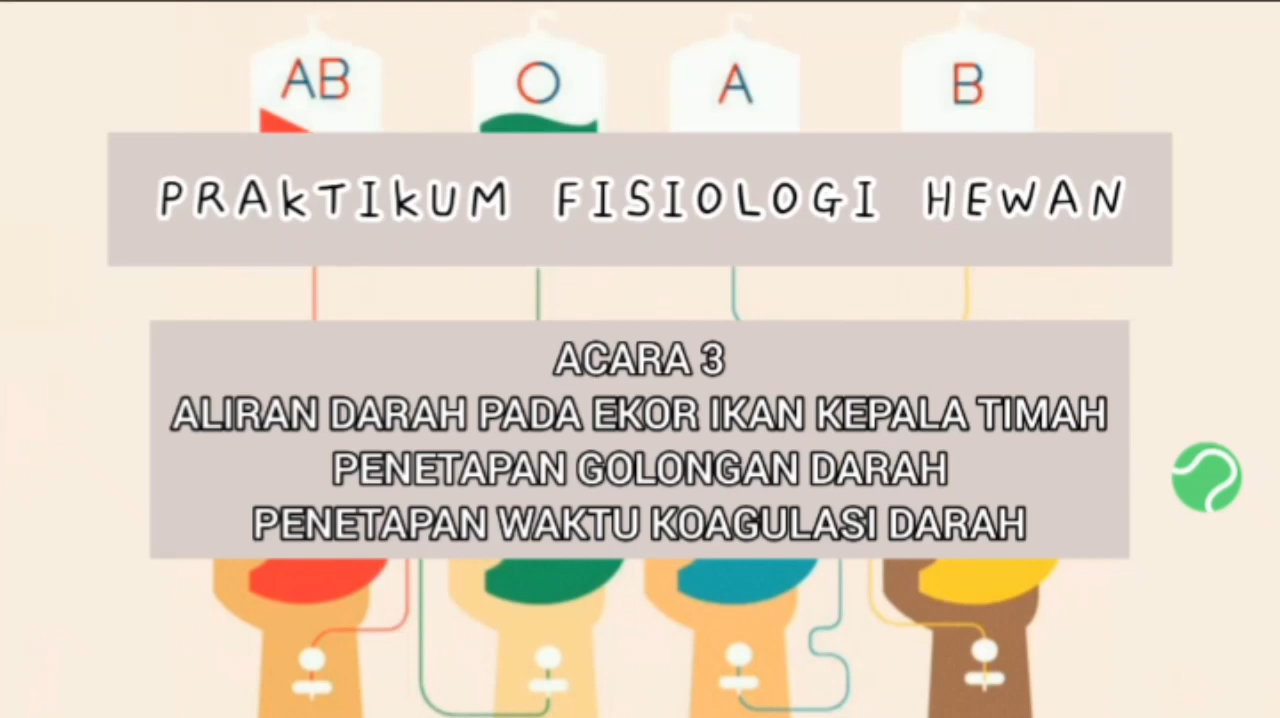 AB O A B
PRAKTIKUM FISIOLOGI HEWAN
ACARA 3
ALIRAN DARAH PADA EKOR IKAN KEPALA TIMAH
PENETAPAN GOLONGAN DARAH
PENETAPAN WAKTU KOAGULASI DARAH